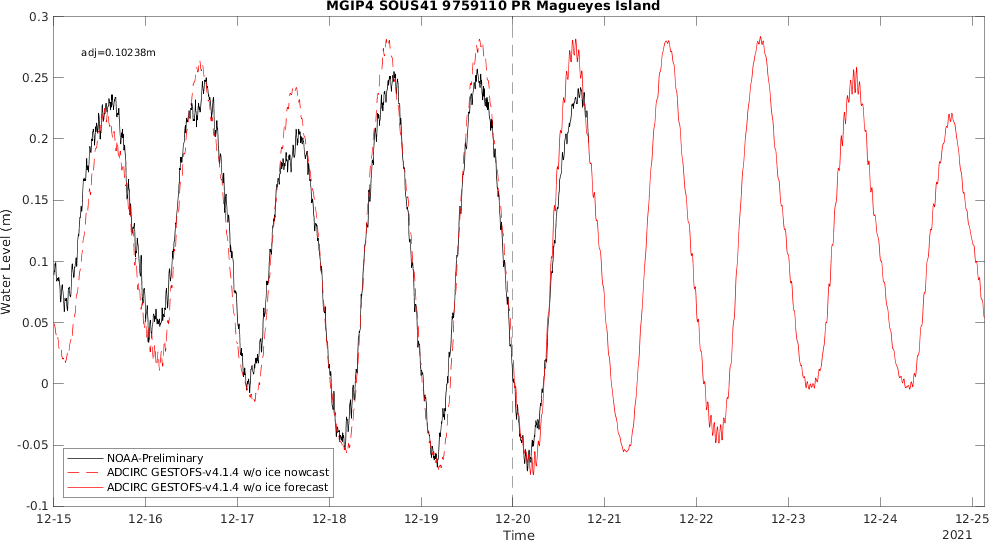 MGIP4 SOUS41 9759110 PR Magueyes Island
0.3
adj=0.10238m
0.25
0.2
0.15
0.1
0.05
0
-0.05
-0.1
Water Level (m)
NOAA-Preliminary
ADCIRC GESTOFS-v4.1.4 w/o ice nowcast
ADCIRC GESTOFS-v4.1.4 w/o ice forecast
12-15 12-16 12-17 12-18 12-19 12-20 12-21 12-22 12-23 12-24 12-25
Time
2021